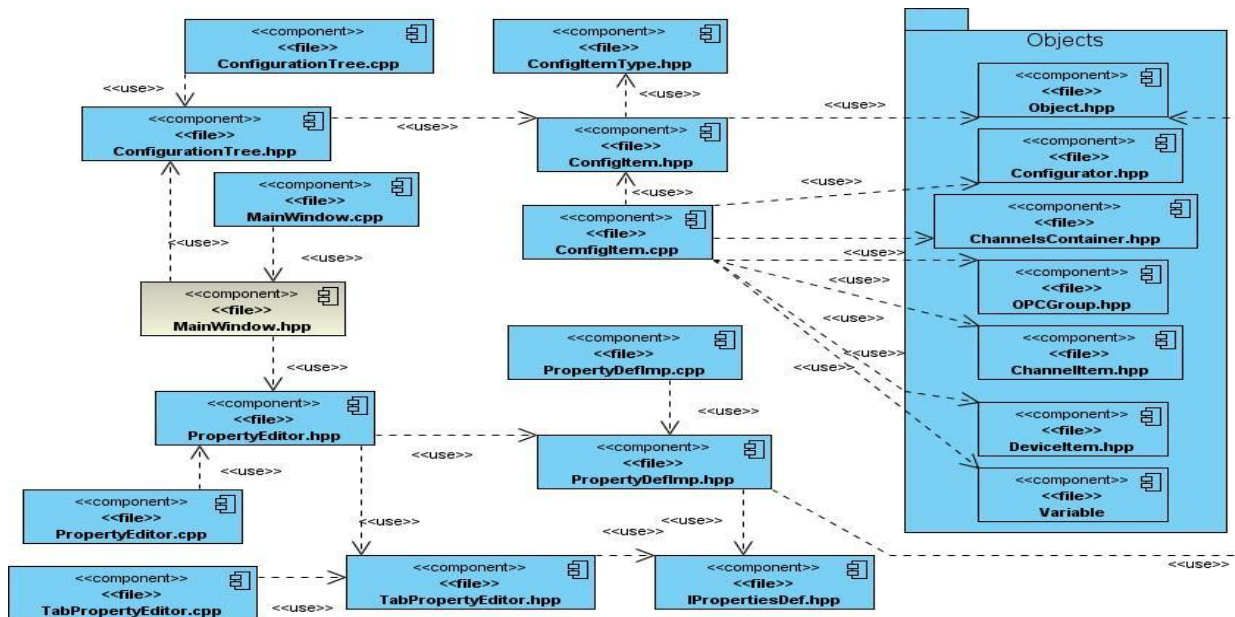 <<component>>
<<file>>
ConfigurationTree.cpp
<<component>>
<<file>>
ConfigItemType.hpp
Objects
<<use>>
<<use>>
<<use>>
<<component>>
<<file>>
Object.hpp
<<component>>
<<file>>
ConfigurationTree.hpp
<<use>>
<<component>>
<<file>>
ConfigItem.hpp
<<use>>
<<component>>
<<file>>
Configurator.hpp
<<component>>
<<file>>
MainWindow.cpp
<<use>>
<<use>>
<<component>>
<<file>>
ConfigItem.cpp
<<use>>
<<component>>
<<file>>
ChannelsContainer.hpp
<<use>>
<<use>>
<<use>>
<<component>>
<<file>>
OPCGroup.hpp
<<component>>
<<file>>
MainWindow.hpp
<<use>>
<<use>>
<<component>>
<<file>>
ChannelItem.hpp
<<component>>
<<file>>
PropertyDefImp.cpp
<<use>>
<<use>>
<<use>>
<<component>>
<<file>>
PropertyEditor.hpp
<<use>>
<<component>>
<<file>>
DeviceItem.hpp
<<use>>
<<use>>
<<component>>
<<file>>
PropertyDefImp.hpp
<<component>>
<<file>>
Variable
<<component>>
<<file>>
PropertyEditor.cpp
<<use>>
<<use>>
<<use>>
<<component>>
<<file>>
TabPropertyEditor.cpp
<<use>>
<<component>>
<<file>>
TabPropertyEditor.hpp
<<component>>
<<file>>
IPropertiesDef.hpp
<<use>>